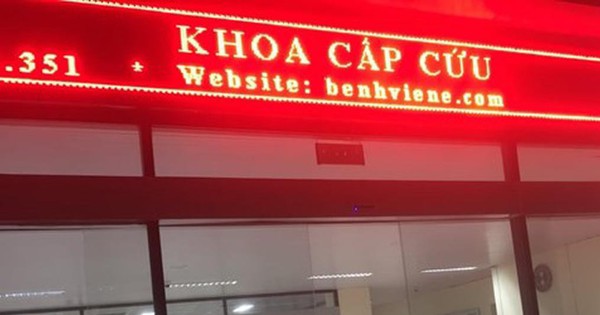 KHOA CẤP CỨU
.351 * Website: benhviene.com